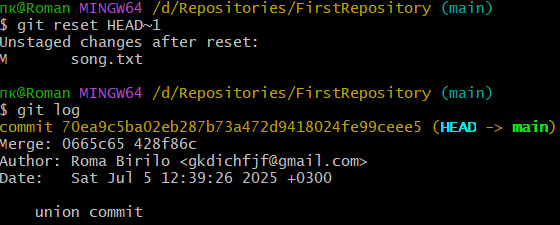 пк@Roman MINGW64 /d/Repositories/FirstRepository (main)
$ git reset HEAD~1
Unstaged changes after reset:
M       song.txt

пк@Roman MINGW64 /d/Repositories/FirstRepository (main)
$ git log
commit 70ea9c5ba02eb287b73a472d9418024fe99ceee5 (HEAD -> main)
Merge: 0665c65 428f86c
Author: Roma Birilo <gkdichfjf@gmail.com>
Date:   Sat Jul 5 12:39:26 2025 +0300

    union commit